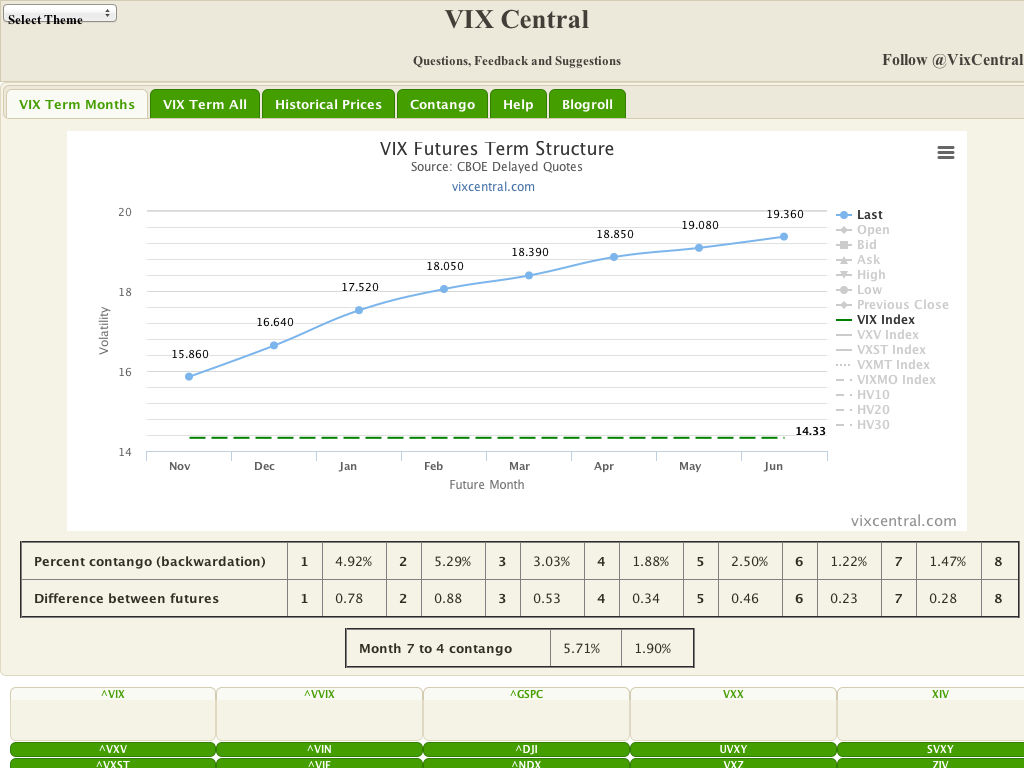 Select Theme
VIX Central
Questions, Feedback and Suggestions
Follow @VixCentral
VIX Term Months VIX Term All Historical Prices Contango Help Blogroll
VIX Futures Term Structure
Source: CBOE Delayed Quotes
vixcentral.com
Volatility
20
18
16
14
15.860
16.640
17.520
18.050
18.390
18.850
19.080
19.360
14.33
Nov Dec Jan Feb Mar Apr May Jun
Future Month
Last
Open
Bid
Ask
High
Low
Previous Close
VIX Index
VXV Index
VXST Index
VXMT Index
VIXMO Index
HV10
HV20
HV30
vixcentral.com
Percent contango (backwardation) 1 4.92% 2 5.29% 3 3.03% 4 1.88% 5 2.50% 6 1.22% 7 1.47% 8
Difference between futures 1 0.78 2 0.88 3 0.53 4 0.34 5 0.46 6 0.23 7 0.28 8
Month 7 to 4 contango 5.71% 1.90%
^VIX ^VVIX ^GSPC VXX XIV
^VXV ^VIN ^DJI UVXY SVXY
^VXST ^VIF ^NDX VXZ ZIV